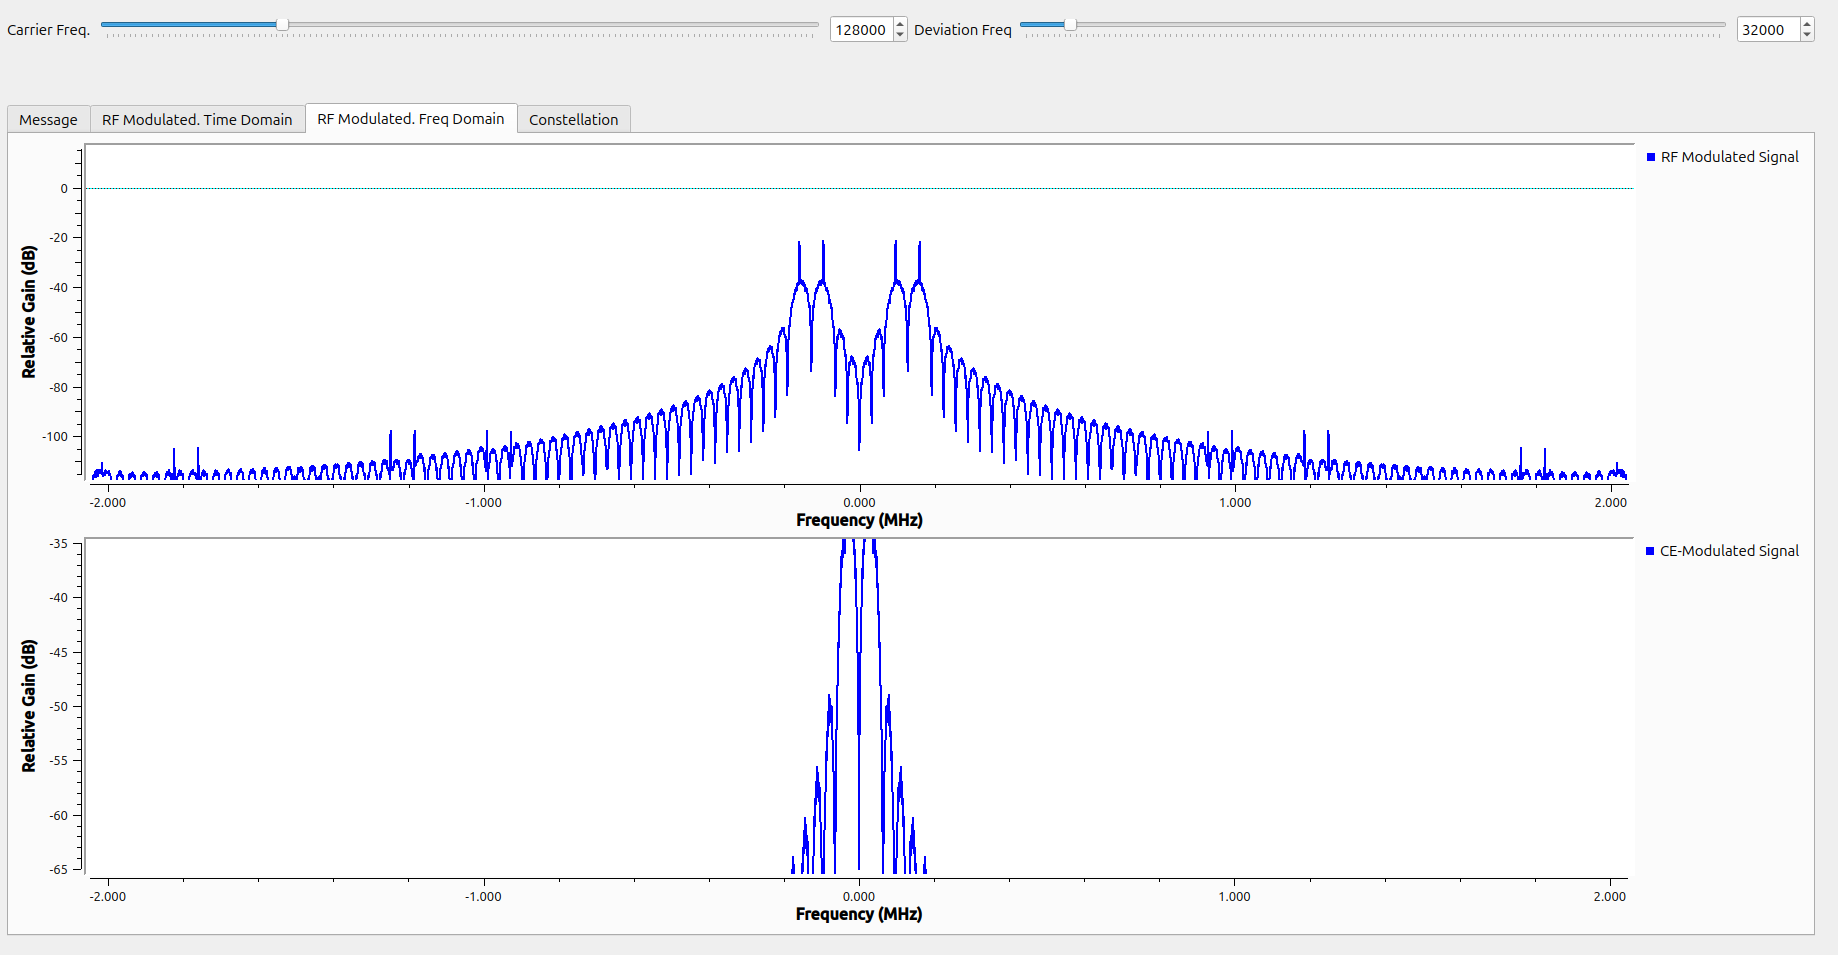 Carrier Freq. 128000 Deviation Freq 32000
Message RF Modulated. Time Domain RF Modulated. Freq Domain Constellation
RF Modulated Signal
Relative Gain (dB)
0
-20
-40
-60
-80
-100
-2.000 -1.000 0.000 1.000 2.000
Frequency (MHz)
CE-Modulated Signal
Relative Gain (dB)
-35
-40
-45
-50
-55
-60
-65
-2.000 -1.000 0.000 1.000 2.000
Frequency (MHz)